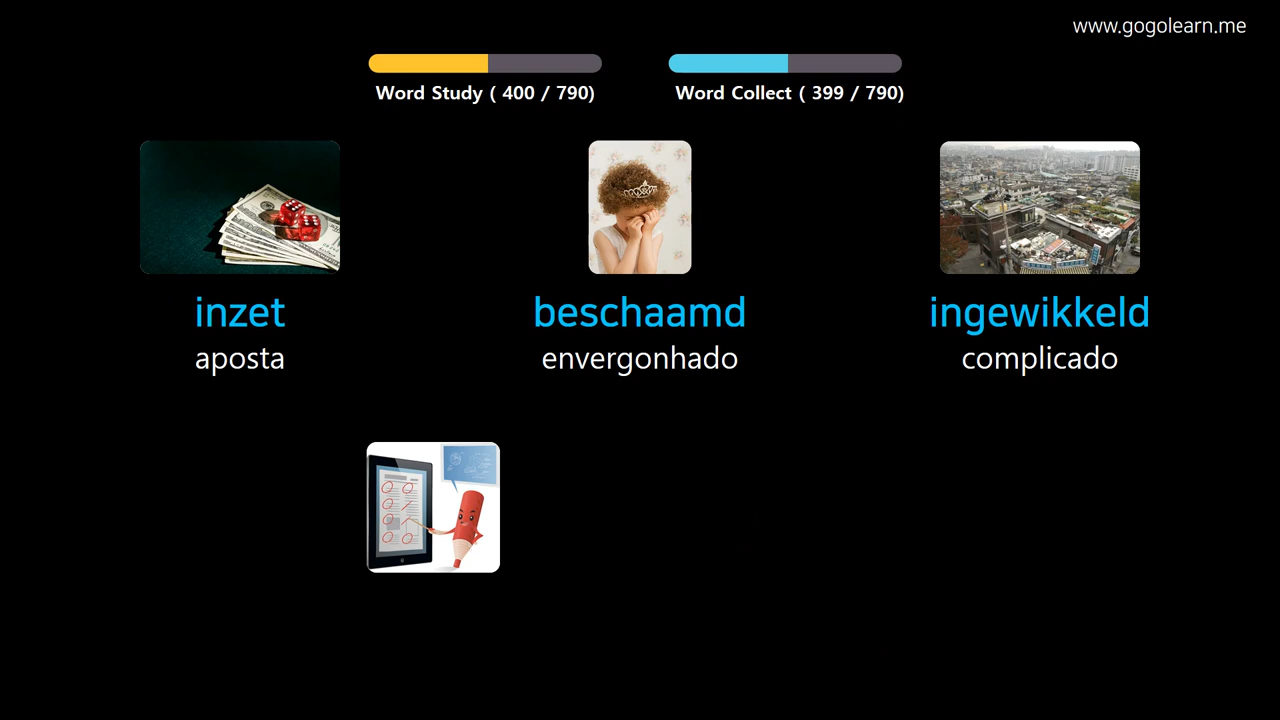 www.gogolearn.me
Word Study ( 400 / 790)
Word Collect ( 399 / 790)
inzet
beschaamd
ingewikkeld
aposta
envergonhado
complicado